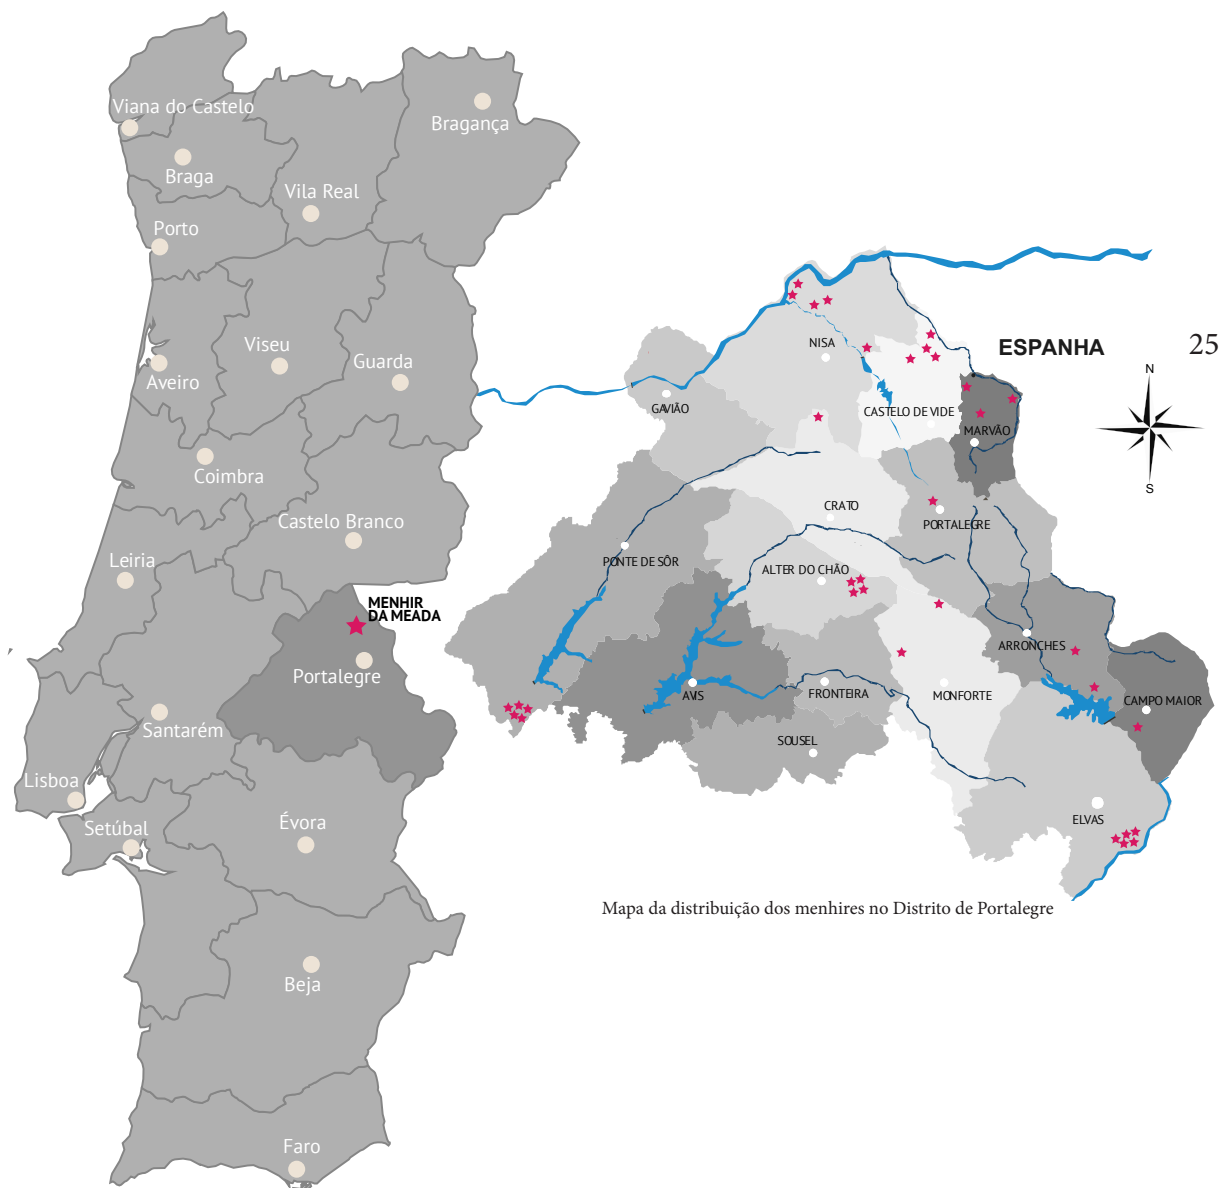 Viana do Castelo
Bragança
Braga
Vila Real
Porto
Viseu
Guarda
Aveiro
Coimbra
Castelo Branco
Leiria
MENHIR
DA MEADA
Portalegre
Santarém
Lisboa
Setúbal
Évora
Beja
Faro
25
ESPANHA
N
S
NISA
GAVIÃO
CASTELO DE VIDE
MARVÃO
CRATO
PORTALEGRE
PONTE DE SÔR
ALTER DO CHÃO
ARRONCHES
AVIS
FRONTEIRA
MONFORTE
CAMPO MAIOR
SOUSEL
ELVAS
Mapa da distribuição dos menhires no Distrito de Portalegre